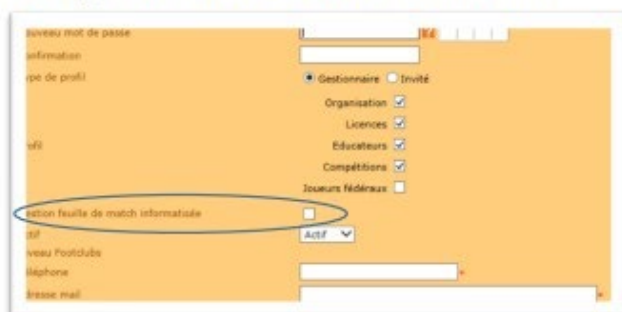 ouveau mot de passe
onfirmation
ype de profil Gestionnaire Invité
Organisation
Licences
ofil Educateurs
Compétitions
Joueurs fédéraux
estion feuille de match informatisée
ctif Actif
iveau Footclubs
éléphone *
dresse mail *